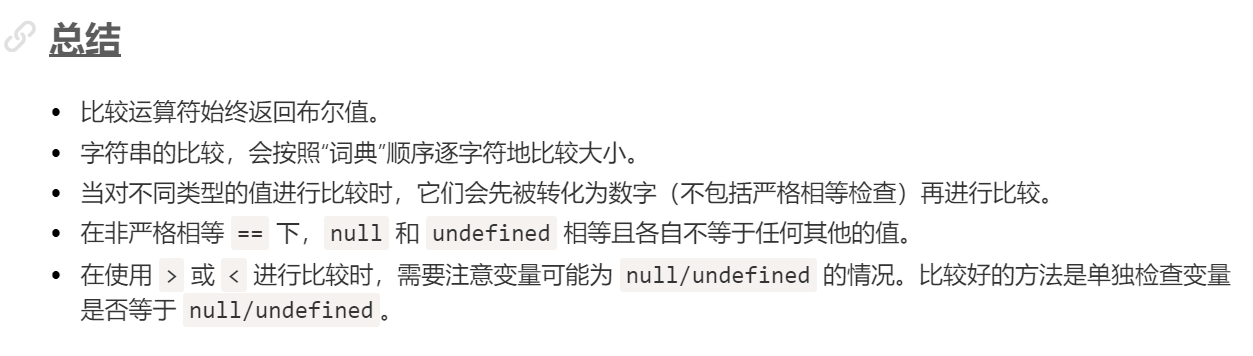 总结
比较运算符始终返回布尔值。
字符串的比较，会按照“词典”顺序逐字符地比较大小。
当对不同类型的值进行比较时，它们会先被转化为数字（不包括严格相等检查）再进行比较。
在非严格相等 == 下，null 和 undefined 相等且各自不等于任何其他的值。
在使用 > 或 < 进行比较时，需要注意变量可能为 null/undefined 的情况。比较好的方法是单独检查变量
是否等于 null/undefined。